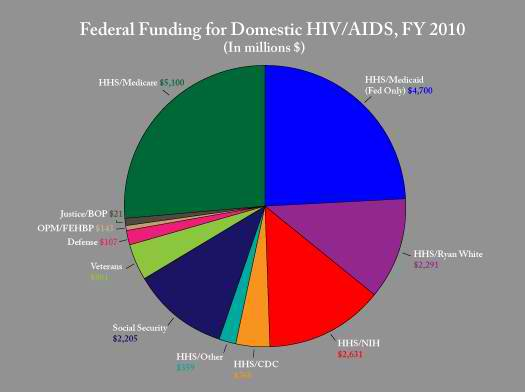 Federal Funding for Domestic HIV/AIDS, FY 2010
(In millions $)
HHS/Medicare $5,100
HHS/Medicaid
(Fed Only) $4,700
Justice/BOP $21
OPM/FEHBP
Defense $107
Veterans
HHS/Ryan White
$2,291
Social Security
$2,205
HHS/Other
$359
HHS/CDC
HHS/NIH
$2,631